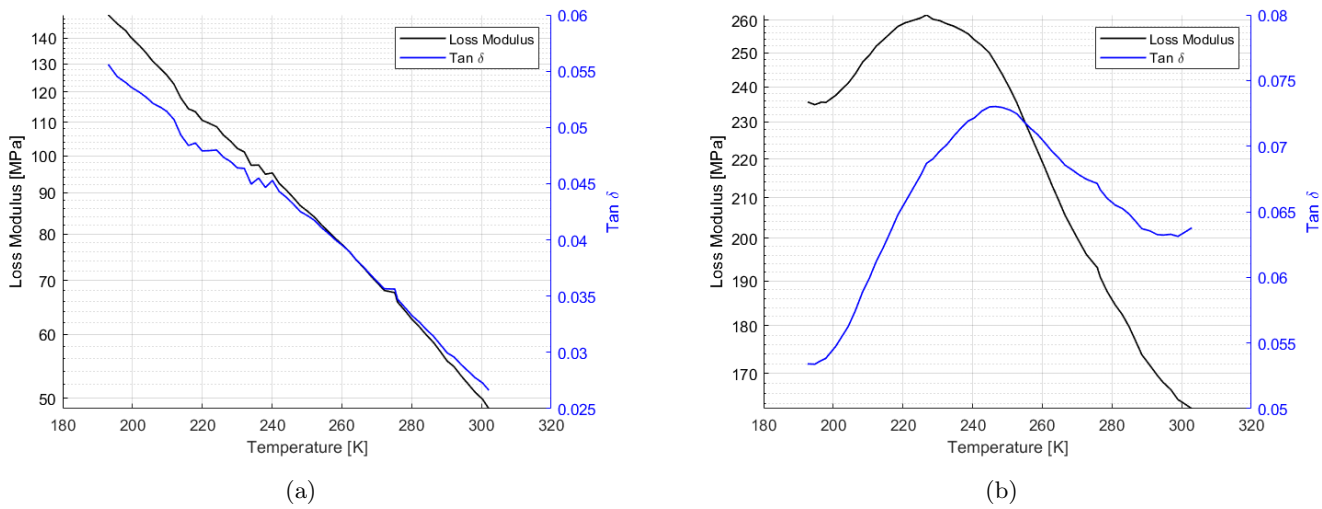 140
130
120
110
100
90
80
70
60
50
Loss Modulus [MPa]
180 200 220 240 260 280 300 320
Temperature [K]
0.06
0.055
0.05
0.045
0.04
0.035
0.03
0.025
Tan δ
Loss Modulus
Tan δ
(a)
260
250
240
230
220
210
200
190
180
170
Loss Modulus [MPa]
180 200 220 240 260 280 300 320
Temperature [K]
0.08
0.075
0.07
0.065
0.06
0.055
0.05
Tan δ
Loss Modulus
Tan δ
(b)